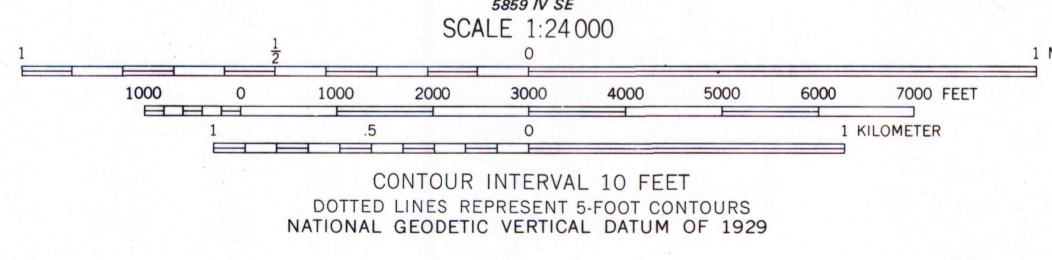 5859 IV SE
SCALE 1:24 000
1 1/2 0 1
1000 0 1000 2000 3000 4000 5000 6000 7000 FEET
1 .5 0 1 KILOMETER
CONTOUR INTERVAL 10 FEET
DOTTED LINES REPRESENT 5-FOOT CONTOURS
NATIONAL GEODETIC VERTICAL DATUM OF 1929